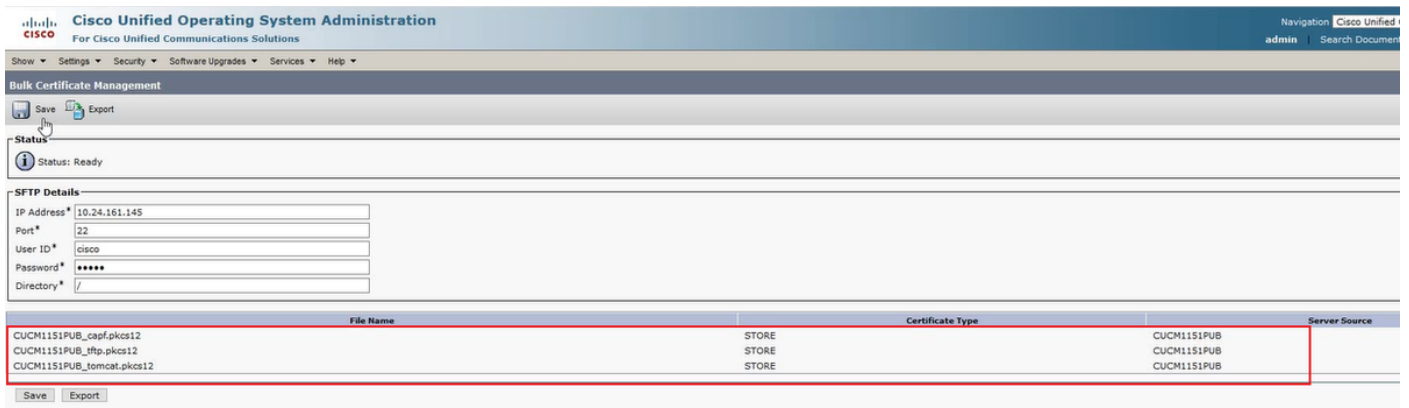 Cisco Unified Operating System Administration
Navigation Cisco Unified
CISCO
For Cisco Unified Communications Solutions
admin | Search Document
Show Settings Security Software Upgrades Services Help
Bulk Certificate Management
Save Export
Status
Status: Ready
SFTP Details
IP Address* 10.24.161.145
Port* 22
User ID* cisco
Password* •••••
Directory* /
File Name Certificate Type Server Source
CUCM1151PUB_capf.pkcs12 STORE CUCM1151PUB
CUCM1151PUB_tftp.pkcs12 STORE CUCM1151PUB
CUCM1151PUB_tomcat.pkcs12 STORE CUCM1151PUB
Save Export